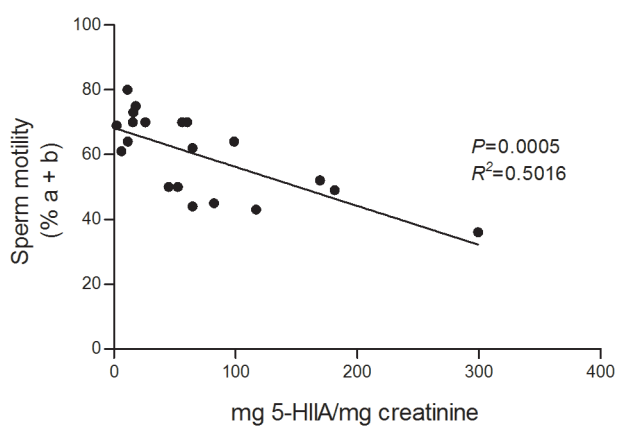 100
80
60
40
20
0
Sperm motility
(% a + b)
P=0.0005
R²=0.5016
0 100 200 300 400
mg 5-HIIA/mg creatinine